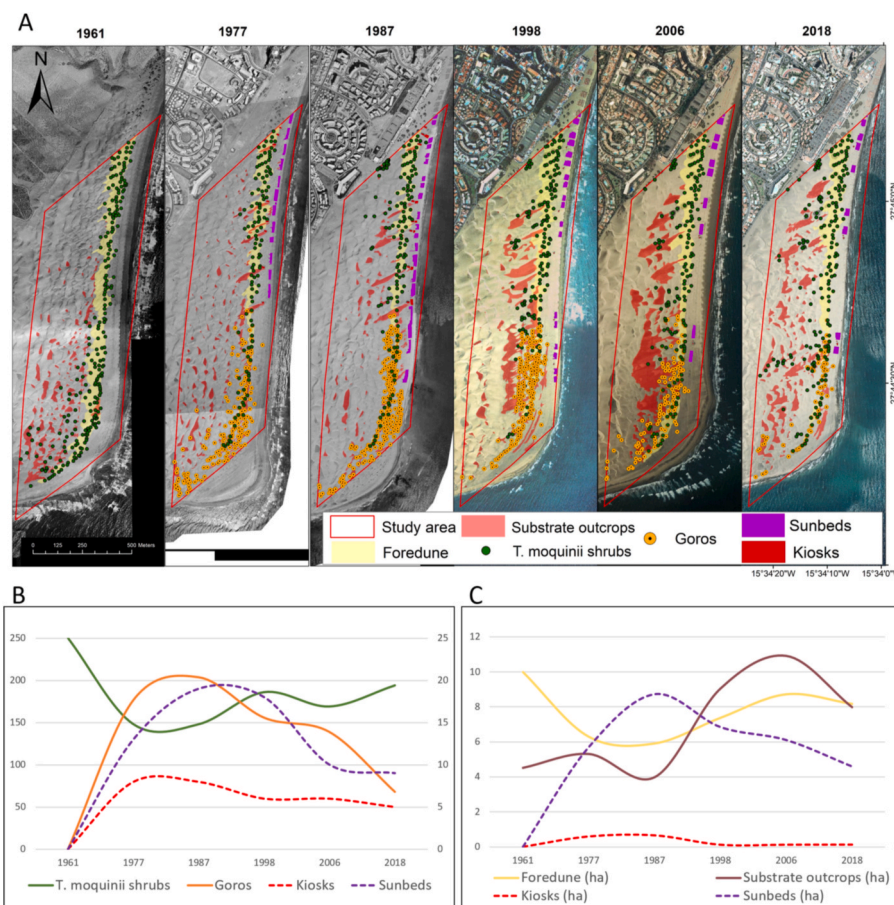 A
1961 1977 1987 1998 2006 2018
N
0 125 250 500 Meters
Study area Substrate outcrops Goros Sunbeds
Foredune T. moquinii shrubs Kiosks
15°34'20"W 15°34'10"W 15°34'0"
B
C
250 25
200 20
150 15
100 10
50 5
0 0
1961 1977 1987 1998 2006 2018
T. moquinii shrubs Goros Kiosks Sunbeds
12
10
8
6
4
2
0
1961 1977 1987 1998 2006 2018
Foredune (ha) Substrate outcrops (ha)
Kiosks (ha) Sunbeds (ha)